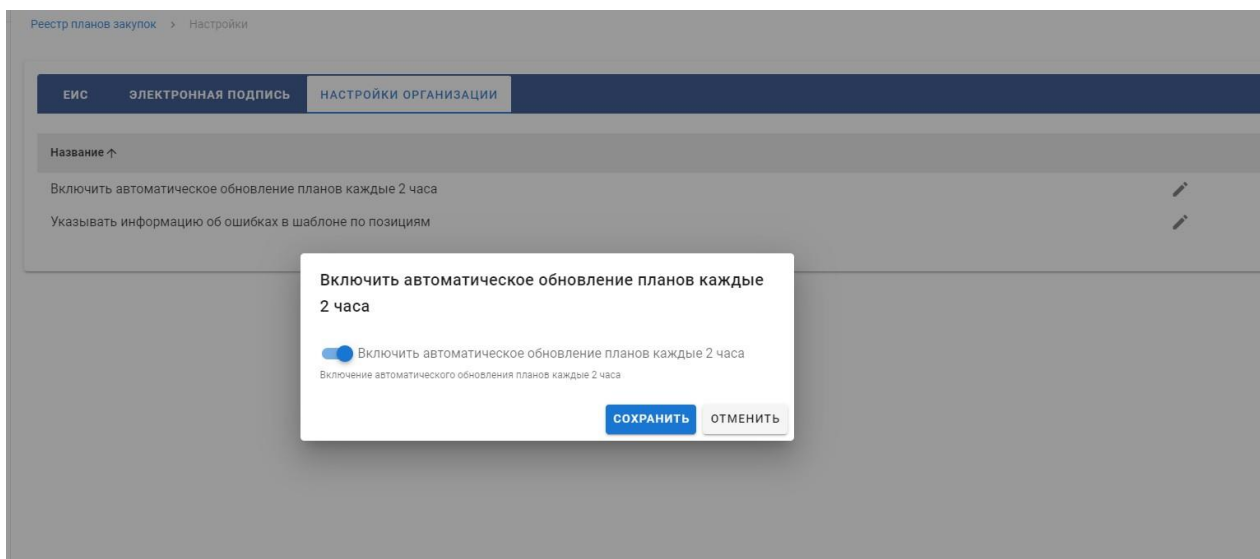 Реестр планов закупок > Настройки
ЕИС ЭЛЕКТРОННАЯ ПОДПИСЬ НАСТРОЙКИ ОРГАНИЗАЦИИ
Название ↑
Включить автоматическое обновление планов каждые 2 часа
Указывать информацию об ошибках в шаблоне по позициям
Включить автоматическое обновление планов каждые
2 часа
Включить автоматическое обновление планов каждые 2 часа
Включение автоматического обновления планов каждые 2 часа
СОХРАНИТЬ ОТМЕНИТЬ